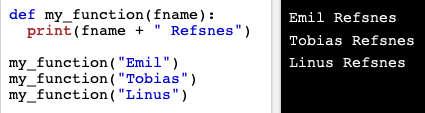 def my_function(fname):
  print(fname + " Refsnes")

my_function("Emil")
my_function("Tobias")
my_function("Linus")
Emil Refsnes
Tobias Refsnes
Linus Refsnes